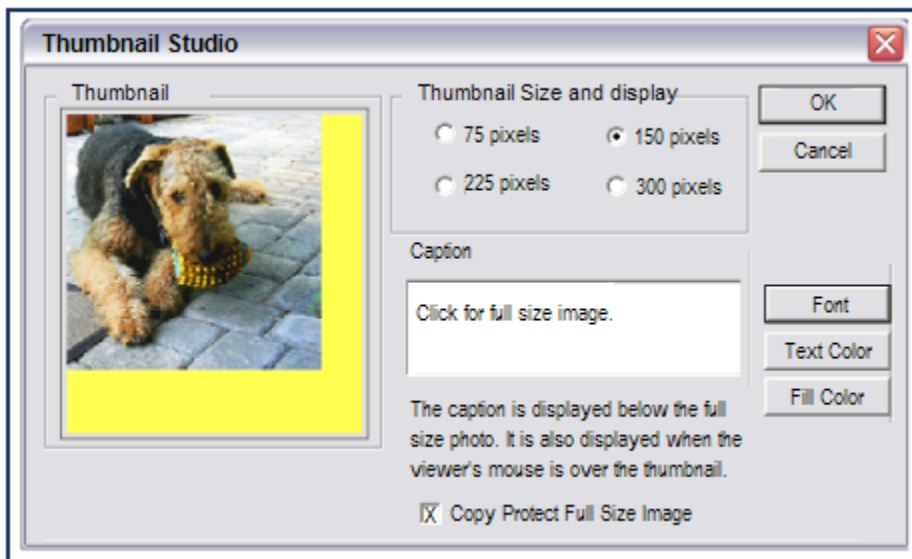 Thumbnail Studio
Thumbnail
Thumbnail Size and display
75 pixels
150 pixels
225 pixels
300 pixels
OK
Cancel
Caption
Click for full size image.
Font
Text Color
Fill Color
The caption is displayed below the full
size photo. It is also displayed when the
viewer's mouse is over the thumbnail.
X Copy Protect Full Size Image